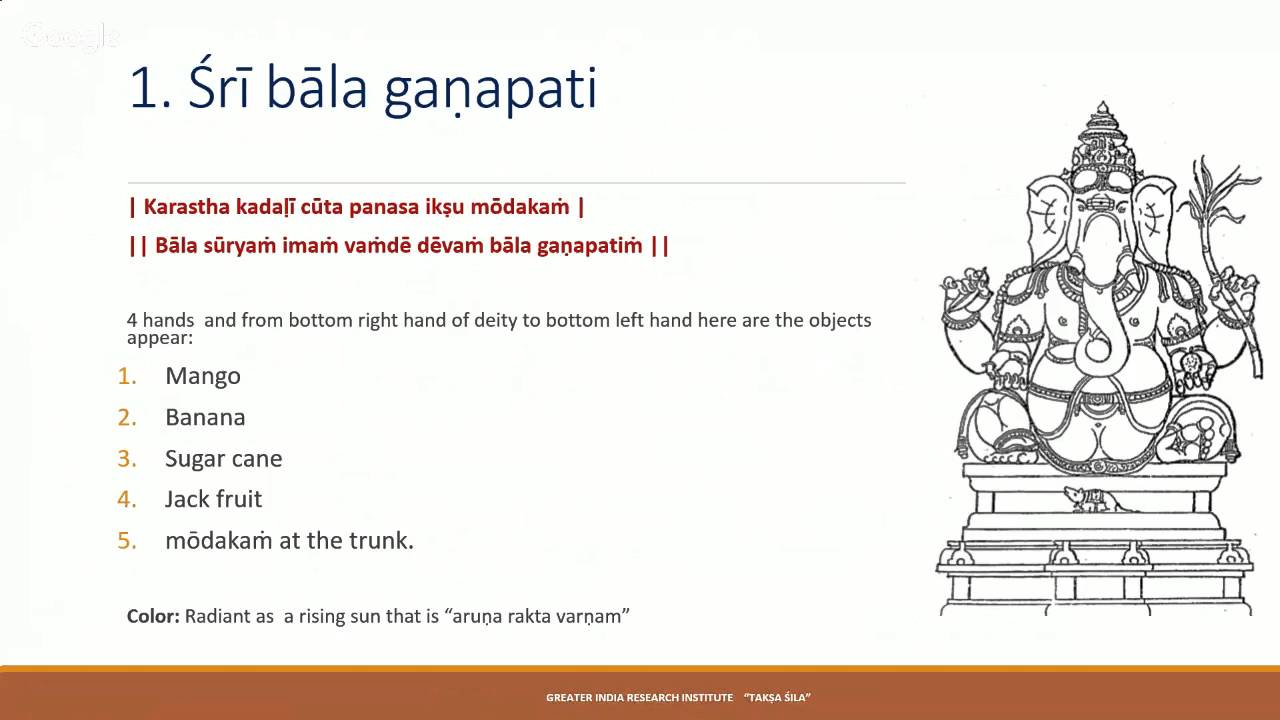 Google
1. Śrī bāla gaṇapati
| Karastha kadaḷī cūta panasa ikṣu mōdakaṁ |
|| Bāla sūryaṁ imaṁ vaṁdē dēvaṁ bāla gaṇapatiṁ ||
4 hands and from bottom right hand of deity to bottom left hand here are the objects
appear:
1. Mango
2. Banana
3. Sugar cane
4. Jack fruit
5. mōdakaṁ at the trunk.
Color: Radiant as a rising sun that is “aruṇa rakta varṇam”
GREATER INDIA RESEARCH INSTITUTE “TAKṢA ŚILA”